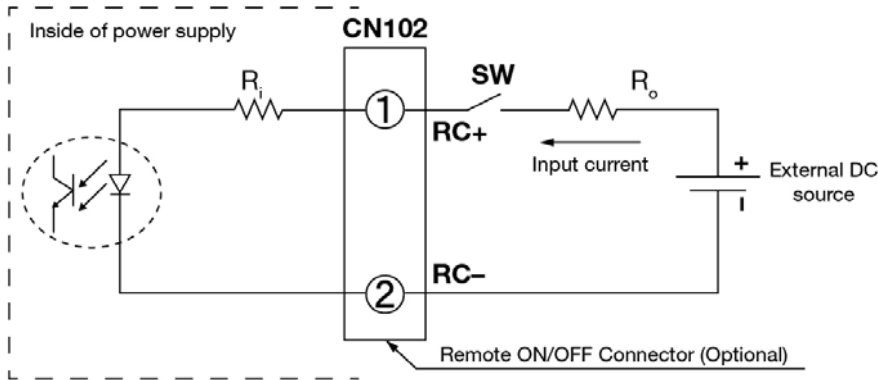 Inside of power supply
CN102
Ri
1
SW
Ro
RC+
Input current
+
External DC
source
−
RC−
2
Remote ON/OFF Connector (Optional)